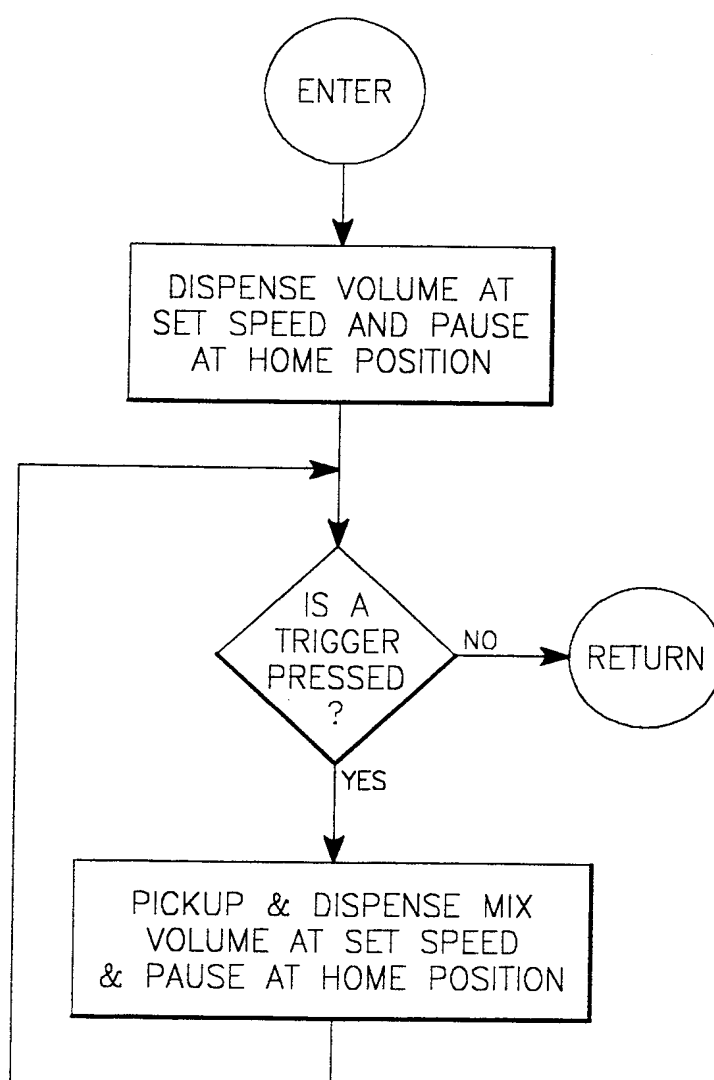 ENTER
DISPENSE VOLUME AT
SET SPEED AND PAUSE
AT HOME POSITION
IS A
TRIGGER
PRESSED
?
NO
RETURN
YES
PICKUP & DISPENSE MIX
VOLUME AT SET SPEED
& PAUSE AT HOME POSITION